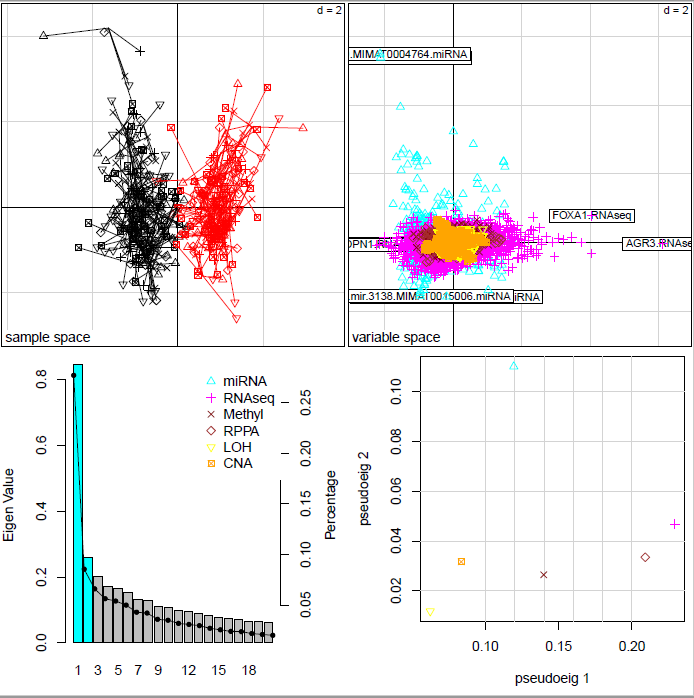 d = 2
sample space
d = 2
.MIMAT0004764.miRNA
FOXA1.RNAseq
AGR3.RNAse
.mir.3138.MIMAT0015006.miRNA
iRNA
variable space
Eigen Value
0.0
0.2
0.4
0.6
0.8
1 3 5 7 9 12 15 18
miRNA
RNAseq
Methyl
RPPA
LOH
CNA
0.05
0.10
0.15
0.20
0.25
Percentage
pseudoeig 2
0.02
0.04
0.06
0.08
0.10
0.10 0.15 0.20
pseudoeig 1